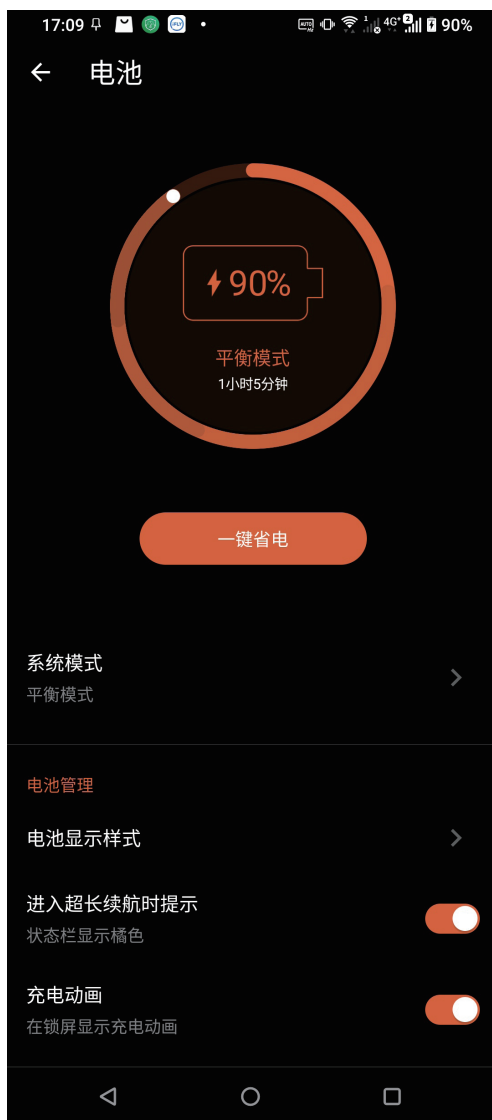 17:09 90%
电池
90%
平衡模式
1小时5分钟
一键省电
系统模式
平衡模式
电池管理
电池显示样式
进入超长续航时提示
状态栏显示橘色
充电动画
在锁屏显示充电动画